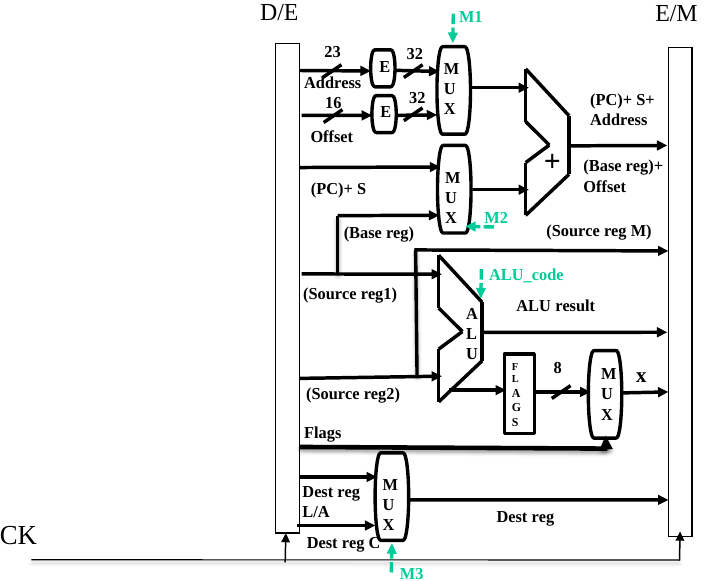 D/E
E/M
M1
23
E
32
M
U
X
Address
16
E
32
Offset
(PC)+ S+
Address
+
(Base reg)+
Offset
(PC)+ S
M
U
X
M2
(Base reg)
(Source reg M)
ALU_code
(Source reg1)
A
L
U
ALU result
(Source reg2)
F
L
A
G
S
8
M
U
X
x
Flags
Dest reg
L/A
M
U
X
Dest reg
Dest reg C
CK
M3